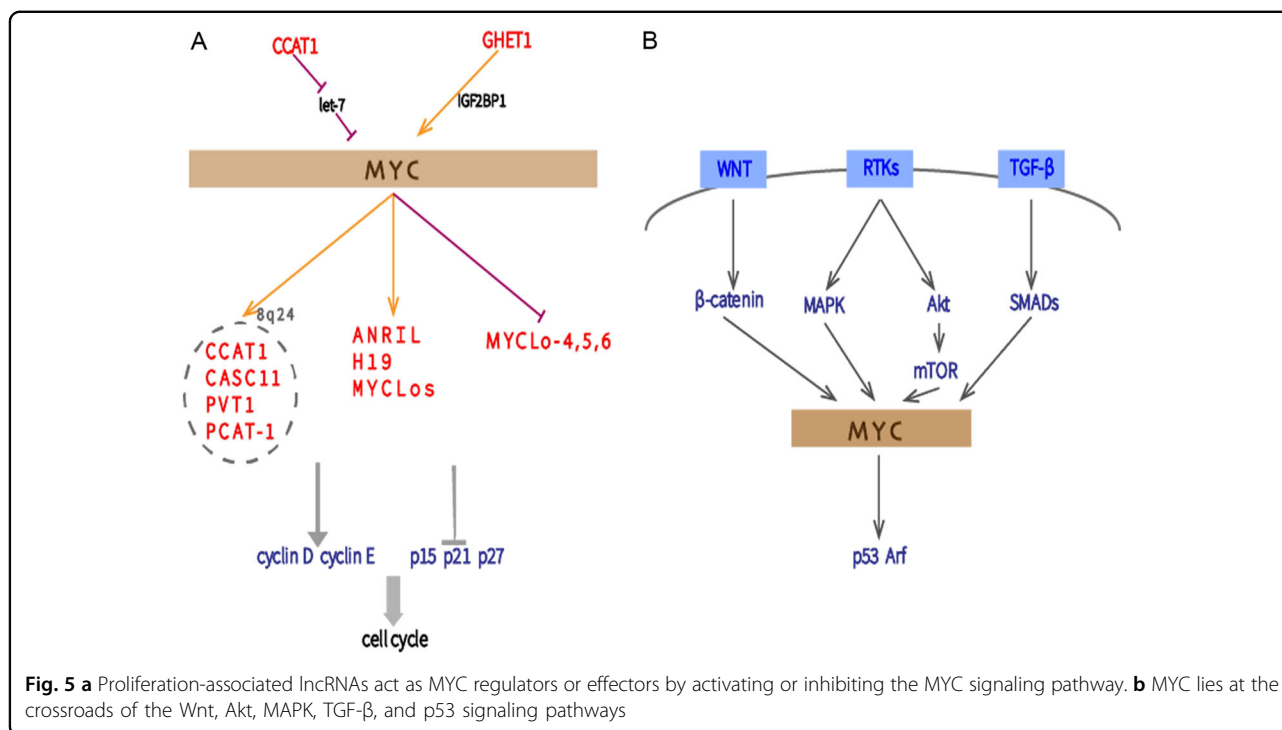 A
CCAT1
GHET1
let-7
IGF2BP1
MYC
8q24
CCAT1
CASC11
PVT1
PCAT-1
ANRIL
H19
MYCLos
MYCLo-4,5,6
cyclin D cyclin E
p15 p21 p27
cell cycle
B
WNT
RTKs
TGF-β
β-catenin
MAPK
Akt
SMADs
mTOR
MYC
p53 Arf
Fig. 5 a Proliferation-associated lncRNAs act as MYC regulators or effectors by activating or inhibiting the MYC signaling pathway. b MYC lies at the
crossroads of the Wnt, Akt, MAPK, TGF-β, and p53 signaling pathways